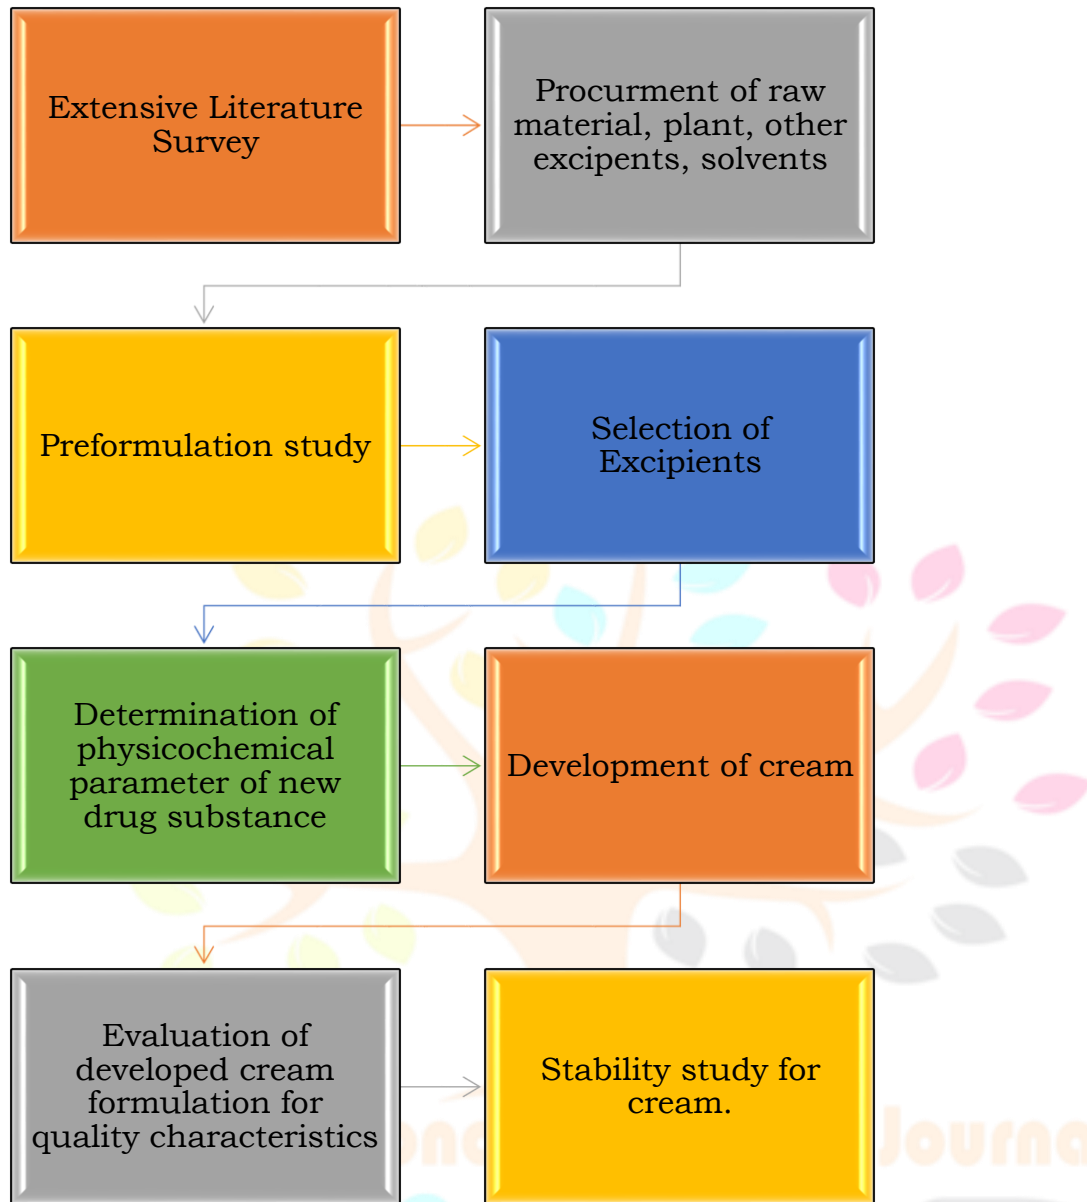 Extensive Literature
Survey
Procurment of raw
material, plant, other
excipents, solvents
Preformulation study
Selection of
Excipients
Determination of
physicochemical
parameter of new
drug substance
Development of cream
Evaluation of
developed cream
formulation for
quality characteristics
Stability study for
cream.